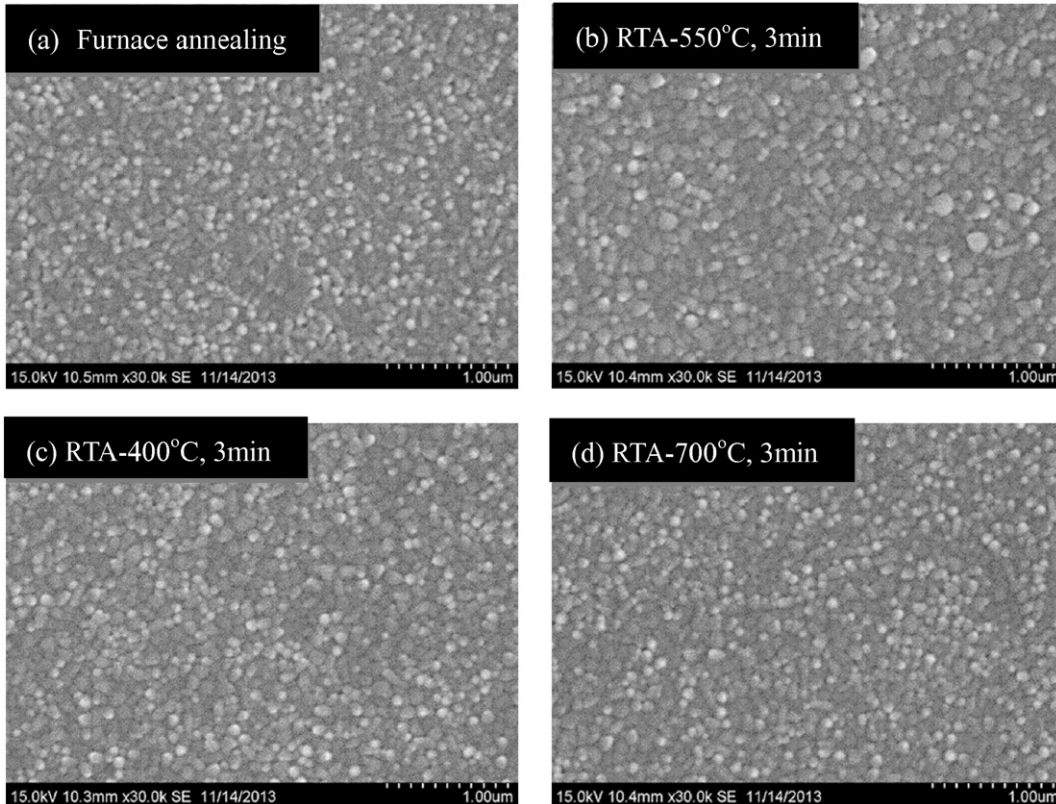 (a) Furnace annealing
(b) RTA-550°C, 3min
15.0kV 10.5mm x30.0k SE 11/14/2013 1.00um
15.0kV 10.4mm x30.0k SE 11/14/2013 1.00um
(c) RTA-400°C, 3min
(d) RTA-700°C, 3min
15.0kV 10.3mm x30.0k SE 11/14/2013 1.00um
15.0kV 10.4mm x30.0k SE 11/14/2013 1.00um